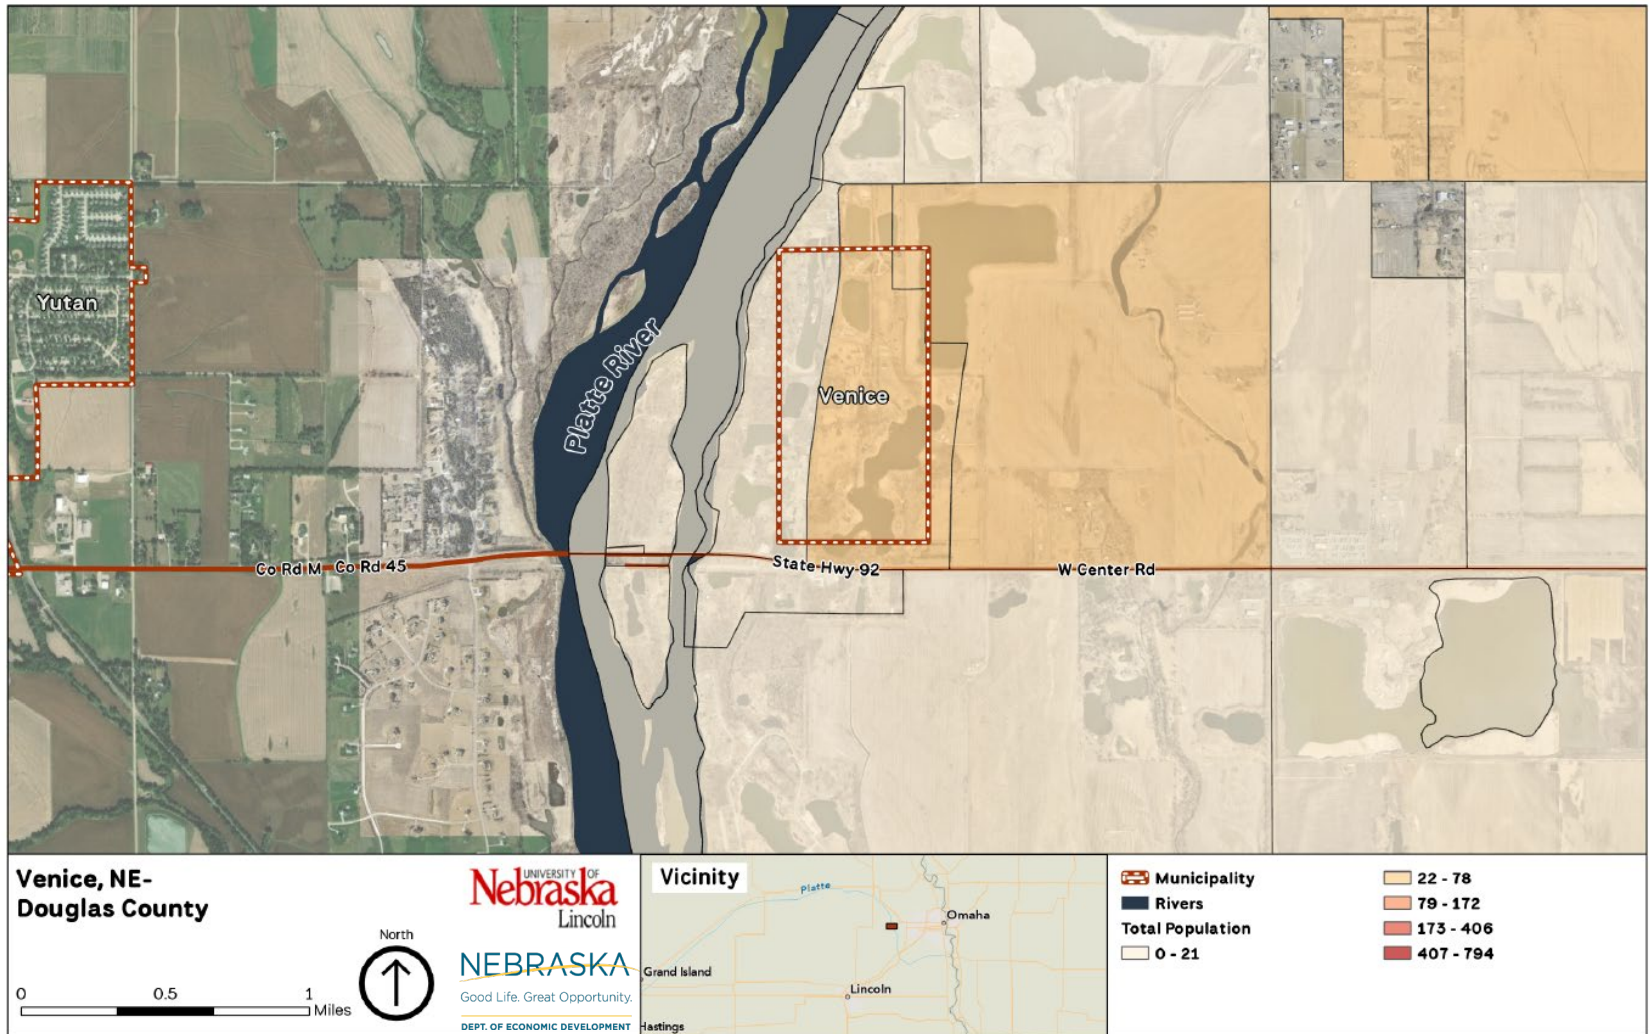 Yutan
Platte River
Venice
Co Rd M
Co Rd 45
State Hwy 92
W Center Rd
Venice, NE-
Douglas County
0
0.5
1
Miles
North
UNIVERSITY OF
Nebraska
Lincoln
NEBRASKA
Good Life. Great Opportunity.
DEPT. OF ECONOMIC DEVELOPMENT
Vicinity
Platte
Omaha
Grand Island
Lincoln
Hastings
Municipality
Rivers
Total Population
0 - 21
22 - 78
79 - 172
173 - 406
407 - 794